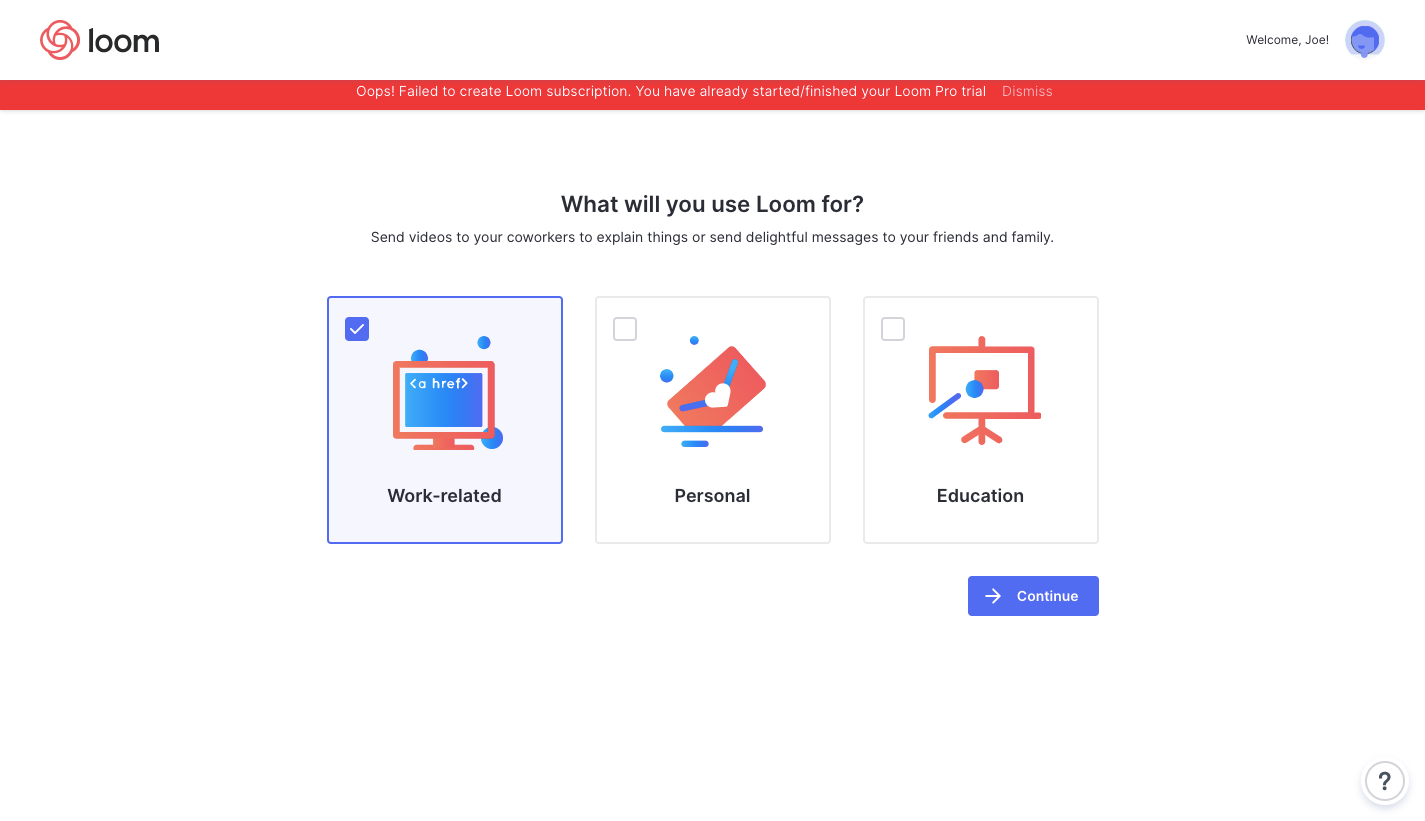 loom
Welcome, Joe!
Oops! Failed to create Loom subscription. You have already started/finished your Loom Pro trial Dismiss
What will you use Loom for?
Send videos to your coworkers to explain things or send delightful messages to your friends and family.
<a href>
Work-related
Personal
Education
Continue
?